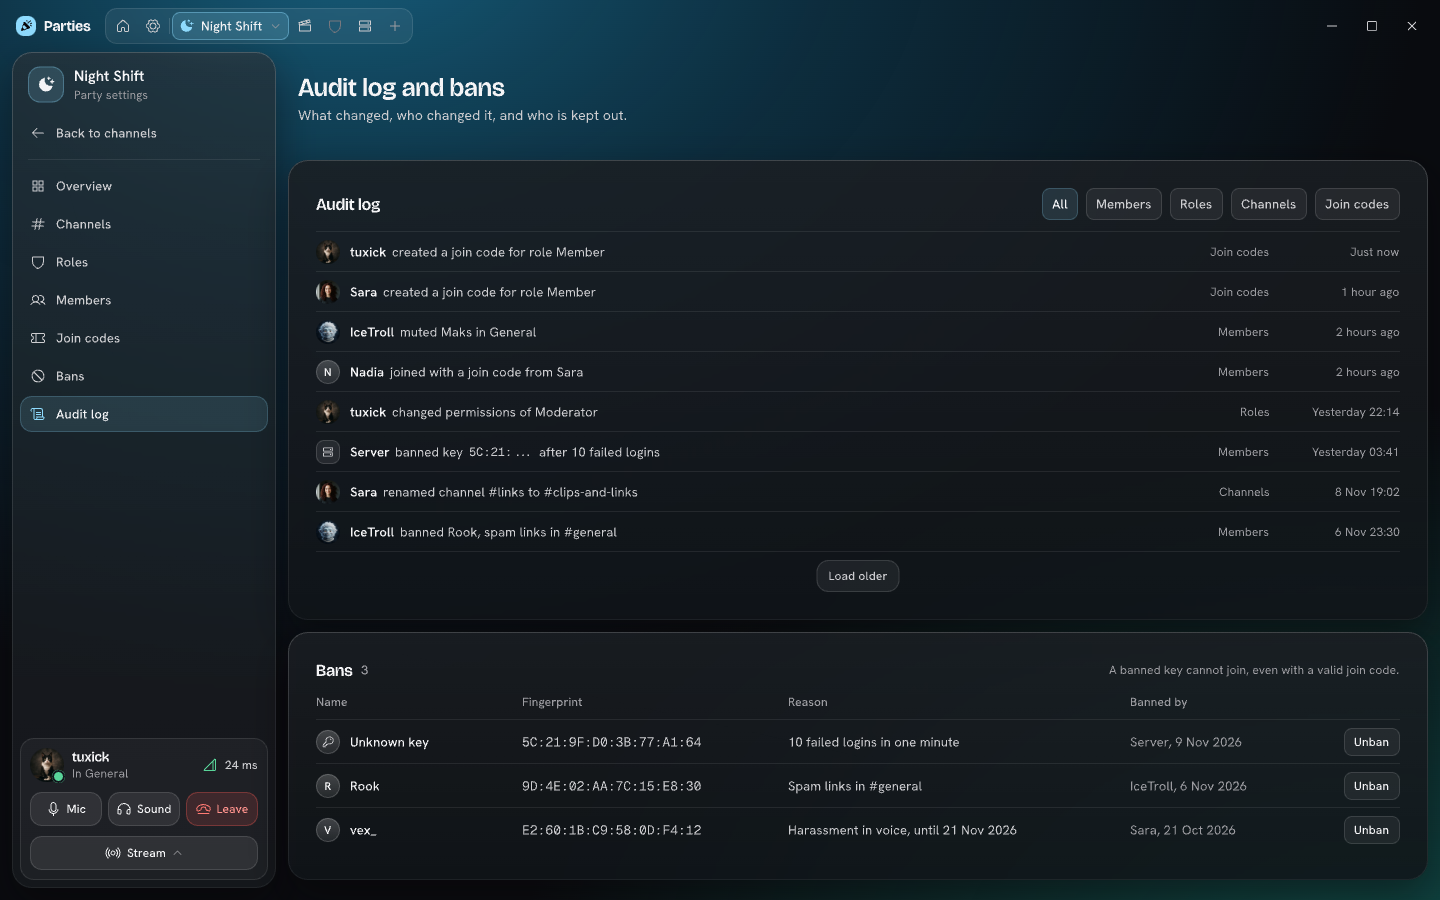 Parties
Night Shift
Night Shift
Party settings
Back to channels
Overview
Channels
Roles
Members
Join codes
Bans
Audit log
tuxick
In General
24 ms
Mic
Sound
Leave
Stream
Audit log and bans
What changed, who changed it, and who is kept out.
Audit log
All
Members
Roles
Channels
Join codes
tuxick created a join code for role Member Join codes Just now
Sara created a join code for role Member Join codes 1 hour ago
IceTroll muted Maks in General Members 2 hours ago
N Nadia joined with a join code from Sara Members 2 hours ago
tuxick changed permissions of Moderator Roles Yesterday 22:14
Server banned key 5C:21:... after 10 failed logins Members Yesterday 03:41
Sara renamed channel #links to #clips-and-links Channels 8 Nov 19:02
IceTroll banned Rook, spam links in #general Members 6 Nov 23:30
Load older
Bans 3
A banned key cannot join, even with a valid join code.
Name Fingerprint Reason Banned by
Unknown key 5C:21:9F:D0:3B:77:A1:64 10 failed logins in one minute Server, 9 Nov 2026 Unban
R Rook 9D:4E:02:AA:7C:15:E8:30 Spam links in #general IceTroll, 6 Nov 2026 Unban
V vex_ E2:60:1B:C9:58:0D:F4:12 Harassment in voice, until 21 Nov 2026 Sara, 21 Oct 2026 Unban